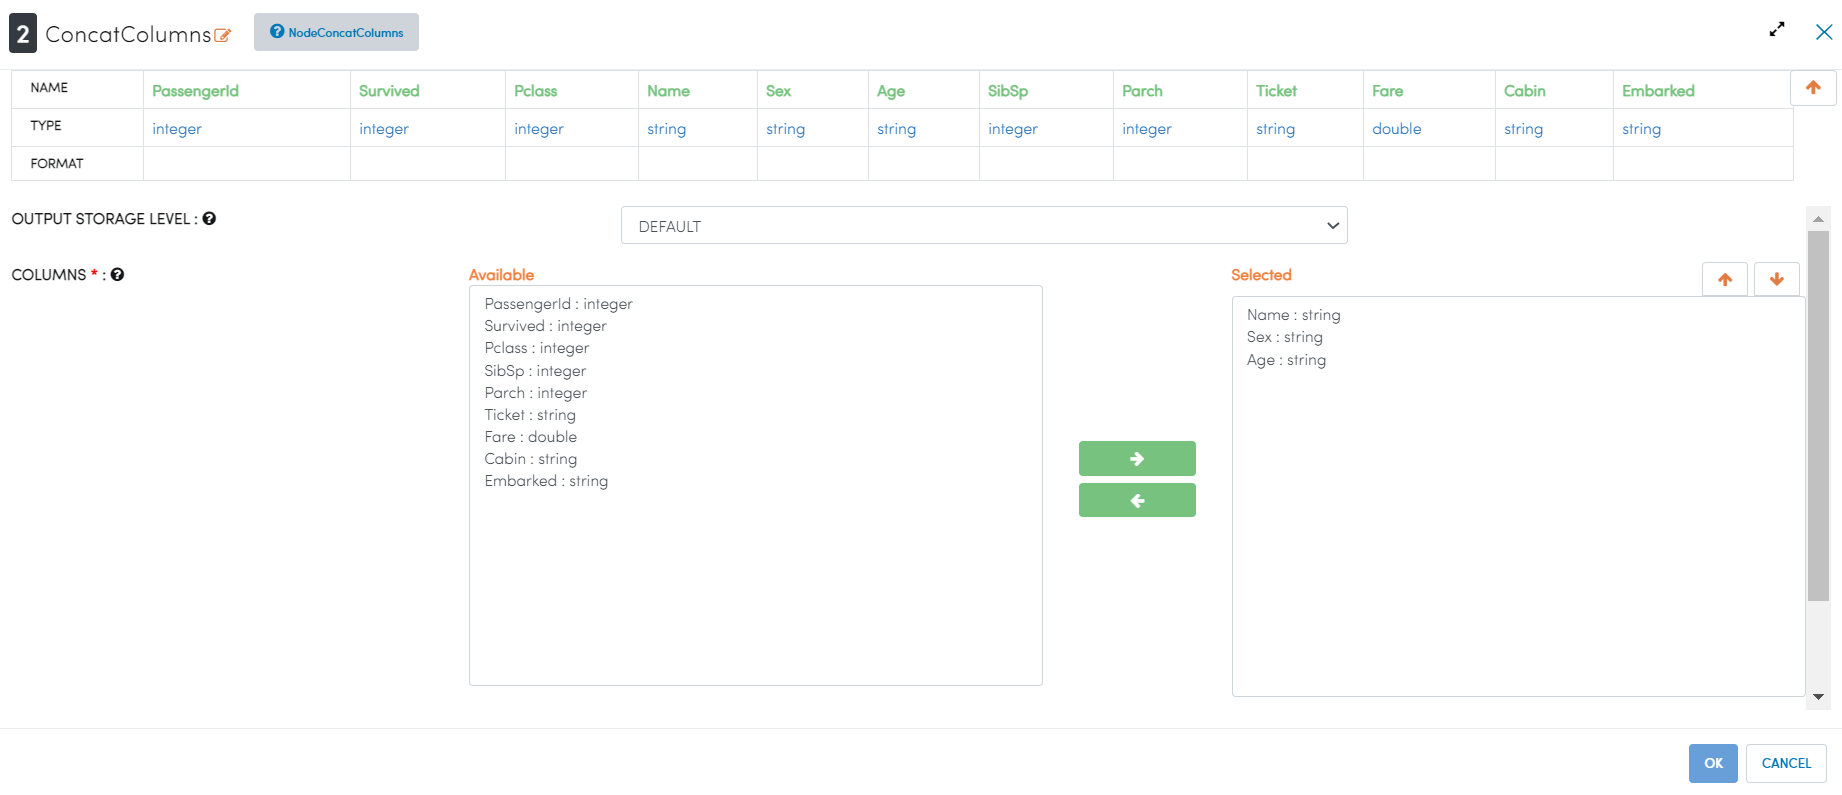 2 ConcatColumns NodeConcatColumns
NAME PassengerId Survived Pclass Name Sex Age SibSp Parch Ticket Fare Cabin Embarked
TYPE integer integer integer string string string integer integer string double string string
FORMAT
OUTPUT STORAGE LEVEL : DEFAULT
COLUMNS * :
Available
PassengerId : integer
Survived : integer
Pclass : integer
SibSp : integer
Parch : integer
Ticket : string
Fare : double
Cabin : string
Embarked : string
Selected
Name : string
Sex : string
Age : string
OK CANCEL